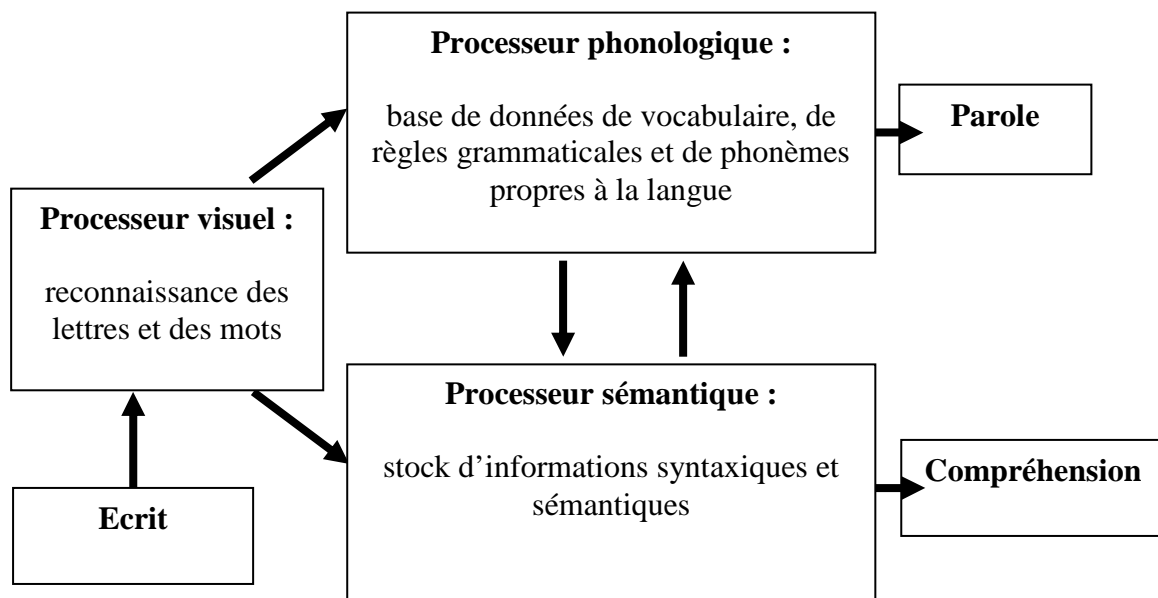 Processeur phonologique :
base de données de vocabulaire, de
règles grammaticales et de phonèmes
propres à la langue
Parole
Processeur visuel :
reconnaissance des
lettres et des mots
Processeur sémantique :
stock d’informations syntaxiques et
sémantiques
Compréhension
Ecrit